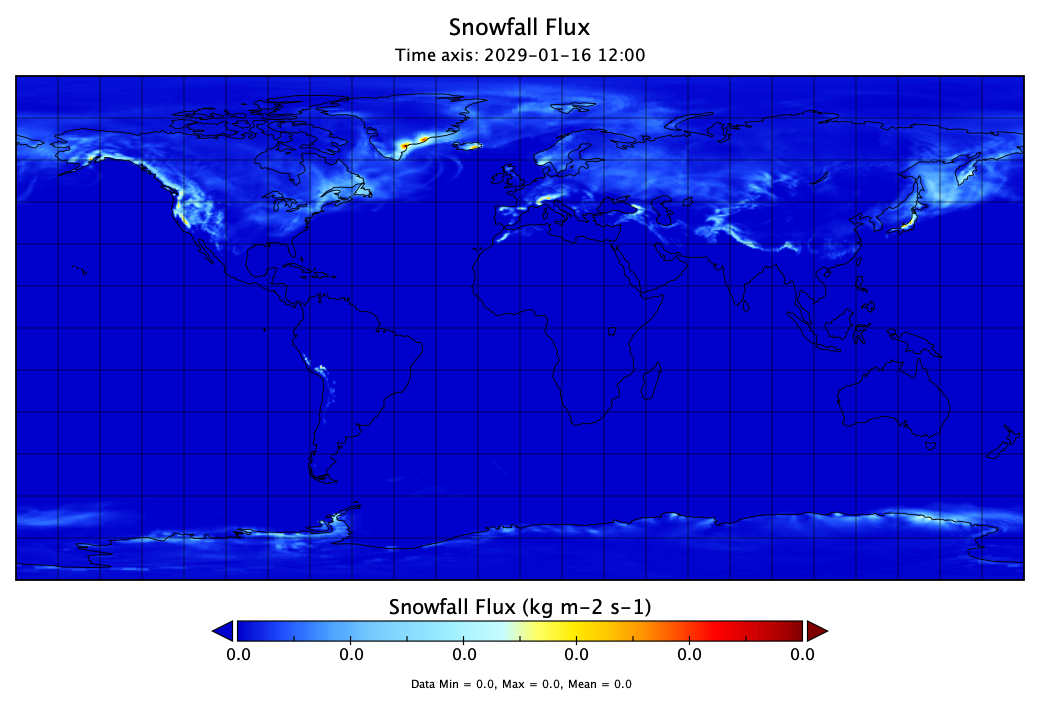 Snowfall Flux
Time axis: 2029-01-16 12:00
Snowfall Flux (kg m-2 s-1)
0.0 0.0 0.0 0.0 0.0 0.0
Data Min = 0.0, Max = 0.0, Mean = 0.0